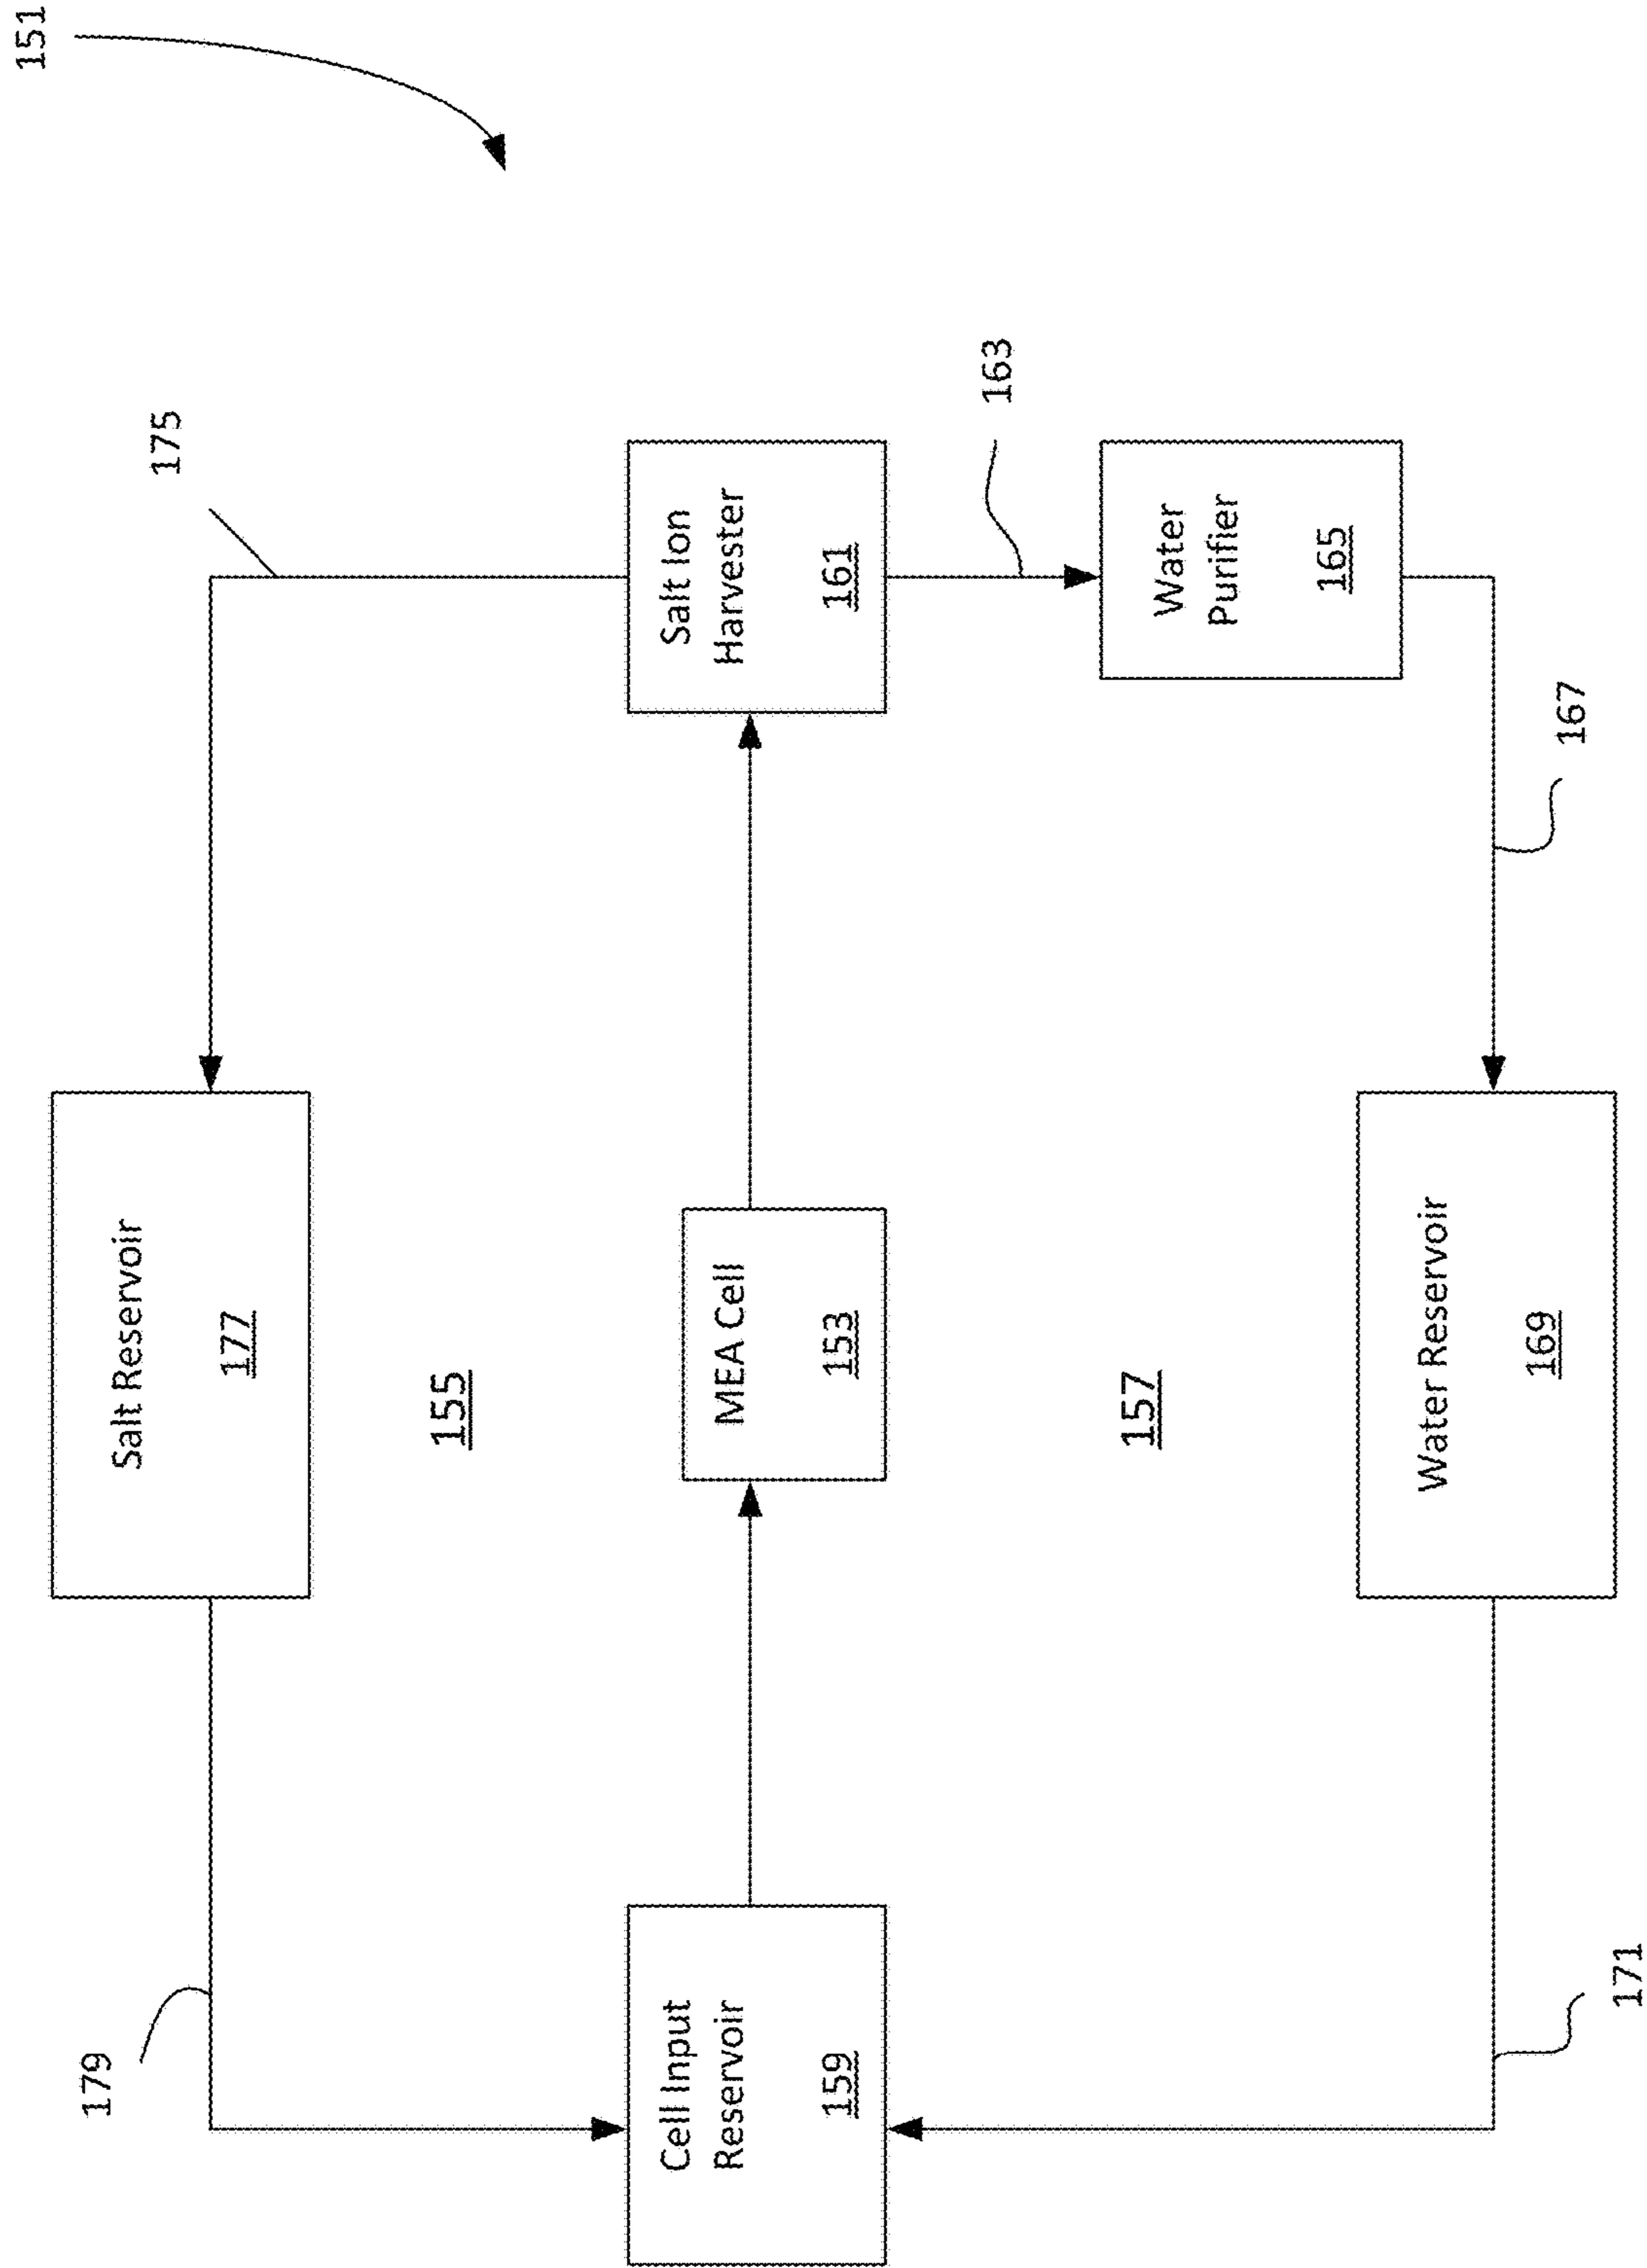 151
175
Salt Reservoir
177
179
155
Cell Input
Reservoir
159
MEA Cell
153
Salt Ion
Harvester
161
163
157
Water
Purifier
165
167
Water Reservoir
169
171